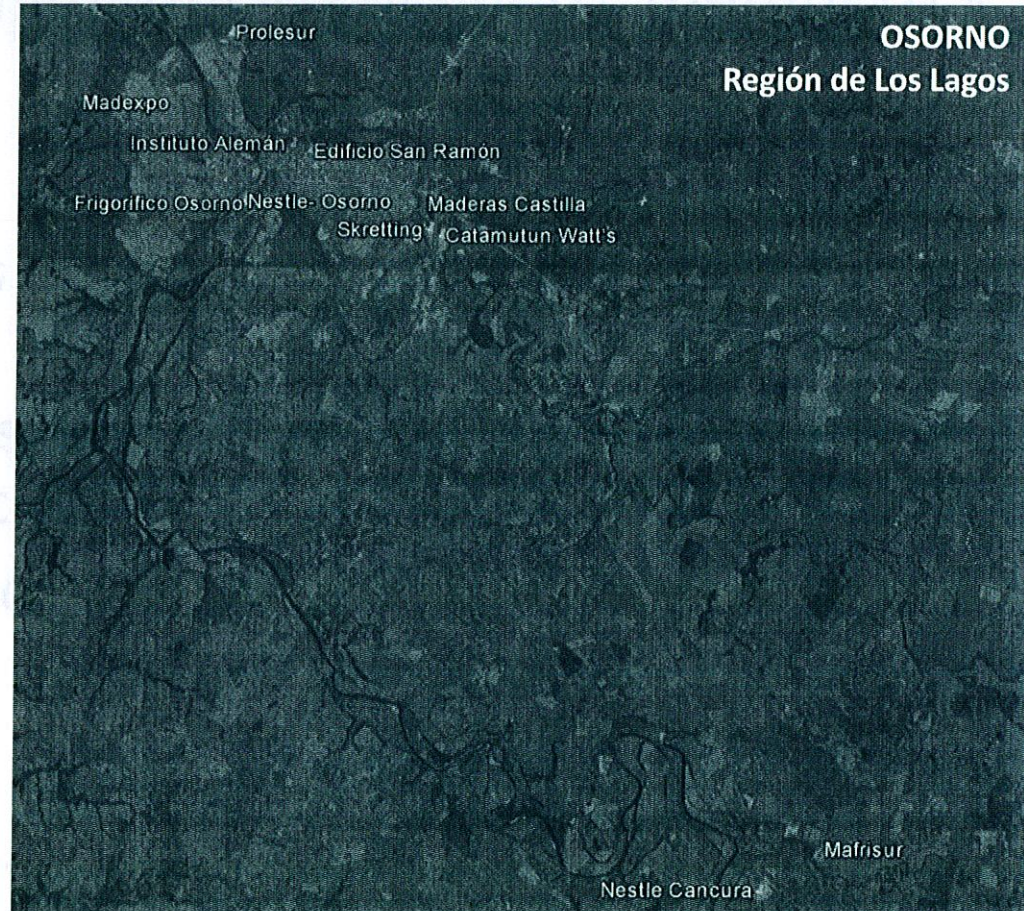 OSORNO
Región de Los Lagos
Prolesur
Madexpo
Instituto Alemán
Edificio San Ramón
Frigorifico Osorno
Nestle- Osorno
Maderas Castilla
Skretting
Catamutun Watt's
Mafrisur
Nestle Cancura